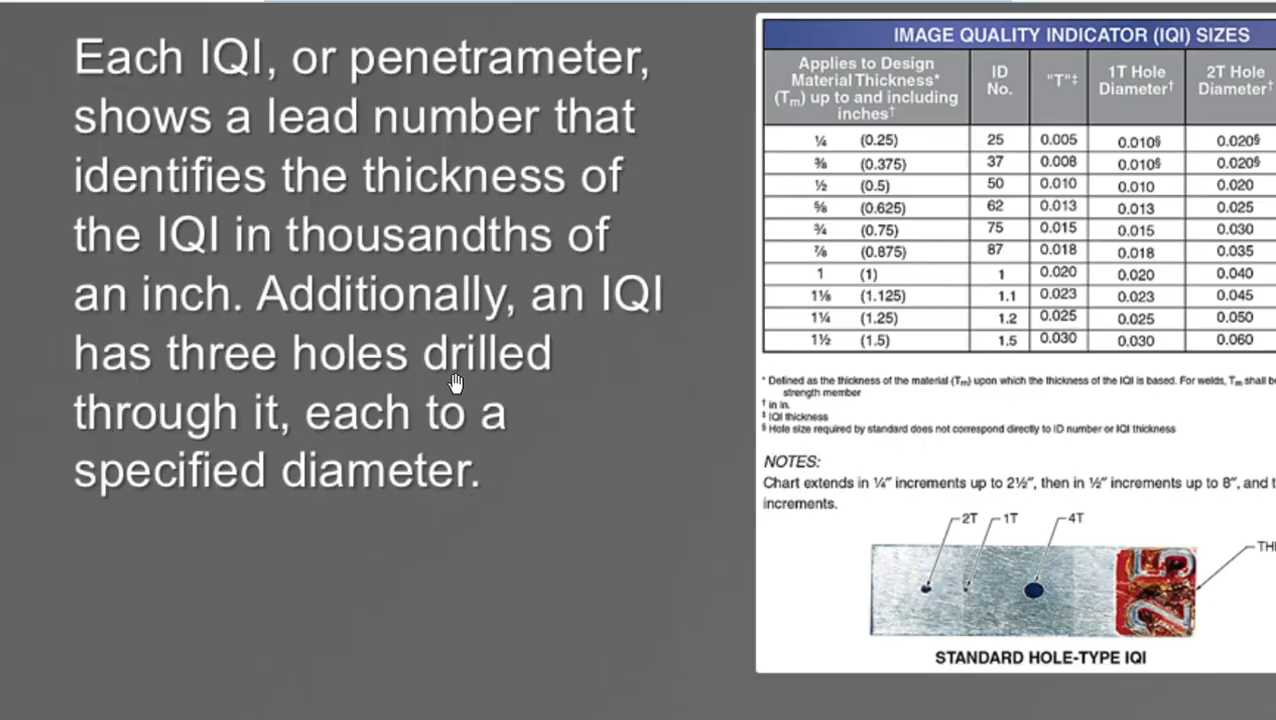 Each IQI, or penetrameter,
shows a lead number that
identifies the thickness of
the IQI in thousandths of
an inch. Additionally, an IQI
has three holes drilled
through it, each to a
specified diameter.
IMAGE QUALITY INDICATOR (IQI) SIZES
Applies to Design Material Thickness* (Tm) up to and including inches† ID No. "T"‡ 1T Hole Diameter† 2T Hole Diameter†
¼ (0.25) 25 0.005 0.010§ 0.020§
⅜ (0.375) 37 0.008 0.010§ 0.020§
½ (0.5) 50 0.010 0.010 0.020
⅝ (0.625) 62 0.013 0.013 0.025
¾ (0.75) 75 0.015 0.015 0.030
⅞ (0.875) 87 0.018 0.018 0.035
1 (1) 1 0.020 0.020 0.040
1⅛ (1.125) 1.1 0.023 0.023 0.045
1¼ (1.25) 1.2 0.025 0.025 0.050
1½ (1.5) 1.5 0.030 0.030 0.060
* Defined as the thickness of the material (Tm) upon which the thickness of the IQI is based. For welds, Tm shall
strength member
† in in.
‡ IQI thickness
§ Hole size required by standard does not correspond directly to ID number or IQI thickness
NOTES:
Chart extends in ¼″ increments up to 2½″, then in ½″ increments up to 8″, and
increments.
2T 1T 4T
25
STANDARD HOLE-TYPE IQI